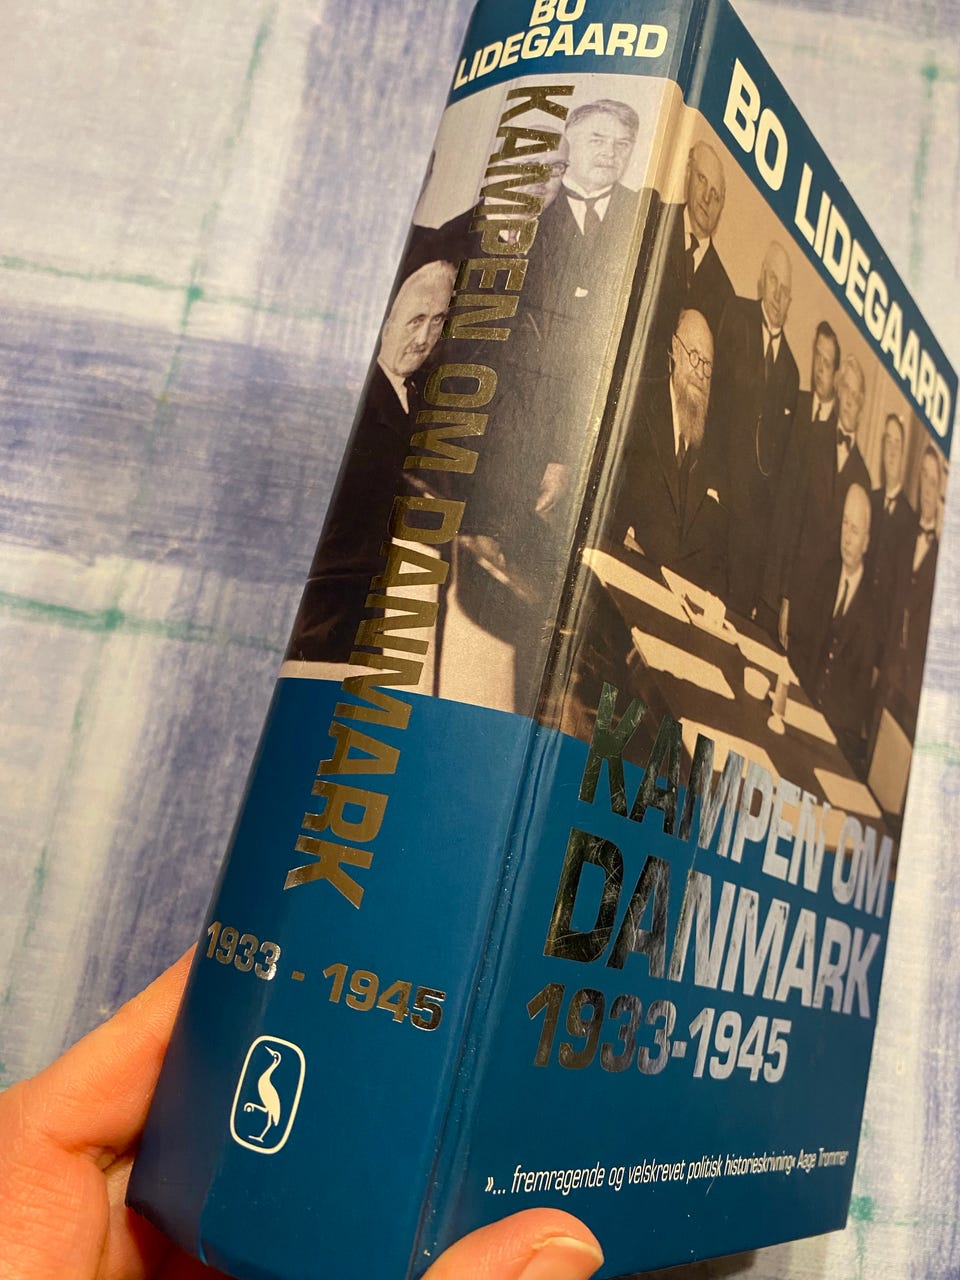 BO
LIDEGAARD
KAMPEN OM DANMARK
1933 - 1945
BO LIDEGAARD
KAMPEN OM
DANMARK
1933-1945
»... fremragende og velskrevet politisk historieskrivning« Aage Trommer